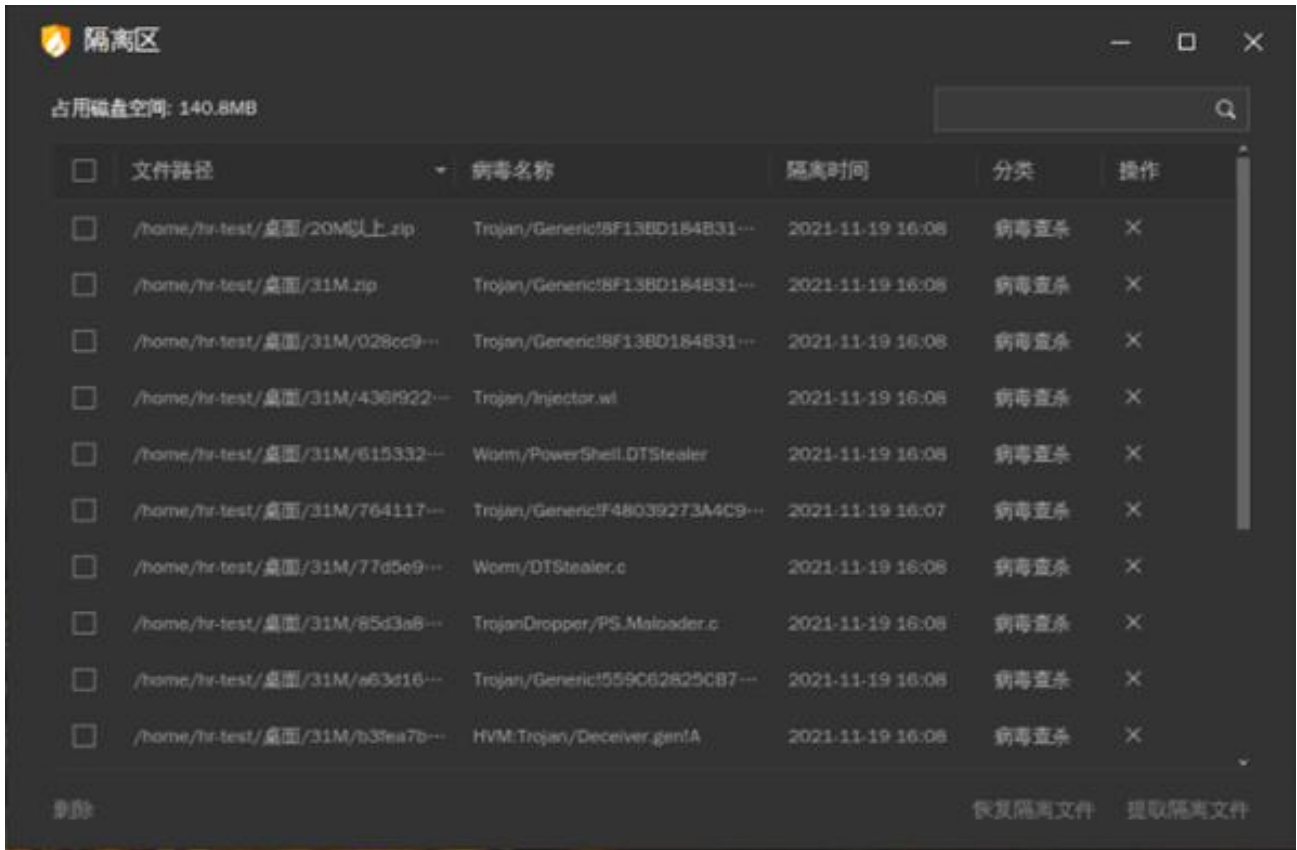 隔离区
占用磁盘空间: 140.8MB
文件路径 病毒名称 隔离时间 分类 操作
/home/hr-test/桌面/20M以上.zip Trojan/Generic!8F13BD184B31··· 2021-11-19 16:08 病毒查杀
/home/hr-test/桌面/31M.zip Trojan/Generic!8F13BD184B31··· 2021-11-19 16:08 病毒查杀
/home/hr-test/桌面/31M/028cc9··· Trojan/Generic!8F13BD184B31··· 2021-11-19 16:08 病毒查杀
/home/hr-test/桌面/31M/436f922··· Trojan/Injector.wl 2021-11-19 16:08 病毒查杀
/home/hr-test/桌面/31M/615332··· Worm/PowerShell.DTStealer 2021-11-19 16:08 病毒查杀
/home/hr-test/桌面/31M/764117··· Trojan/Generic!F48039273A4C9··· 2021-11-19 16:07 病毒查杀
/home/hr-test/桌面/31M/77d5e9··· Worm/DTStealer.c 2021-11-19 16:08 病毒查杀
/home/hr-test/桌面/31M/85d3a8··· TrojanDropper/PS.Maloader.c 2021-11-19 16:08 病毒查杀
/home/hr-test/桌面/31M/a63d16··· Trojan/Generic!559C62825CB7··· 2021-11-19 16:08 病毒查杀
/home/hr-test/桌面/31M/b3fea7b··· HVM:Trojan/Deceiver.gen!A 2021-11-19 16:08 病毒查杀
删除 恢复隔离文件 提取隔离文件